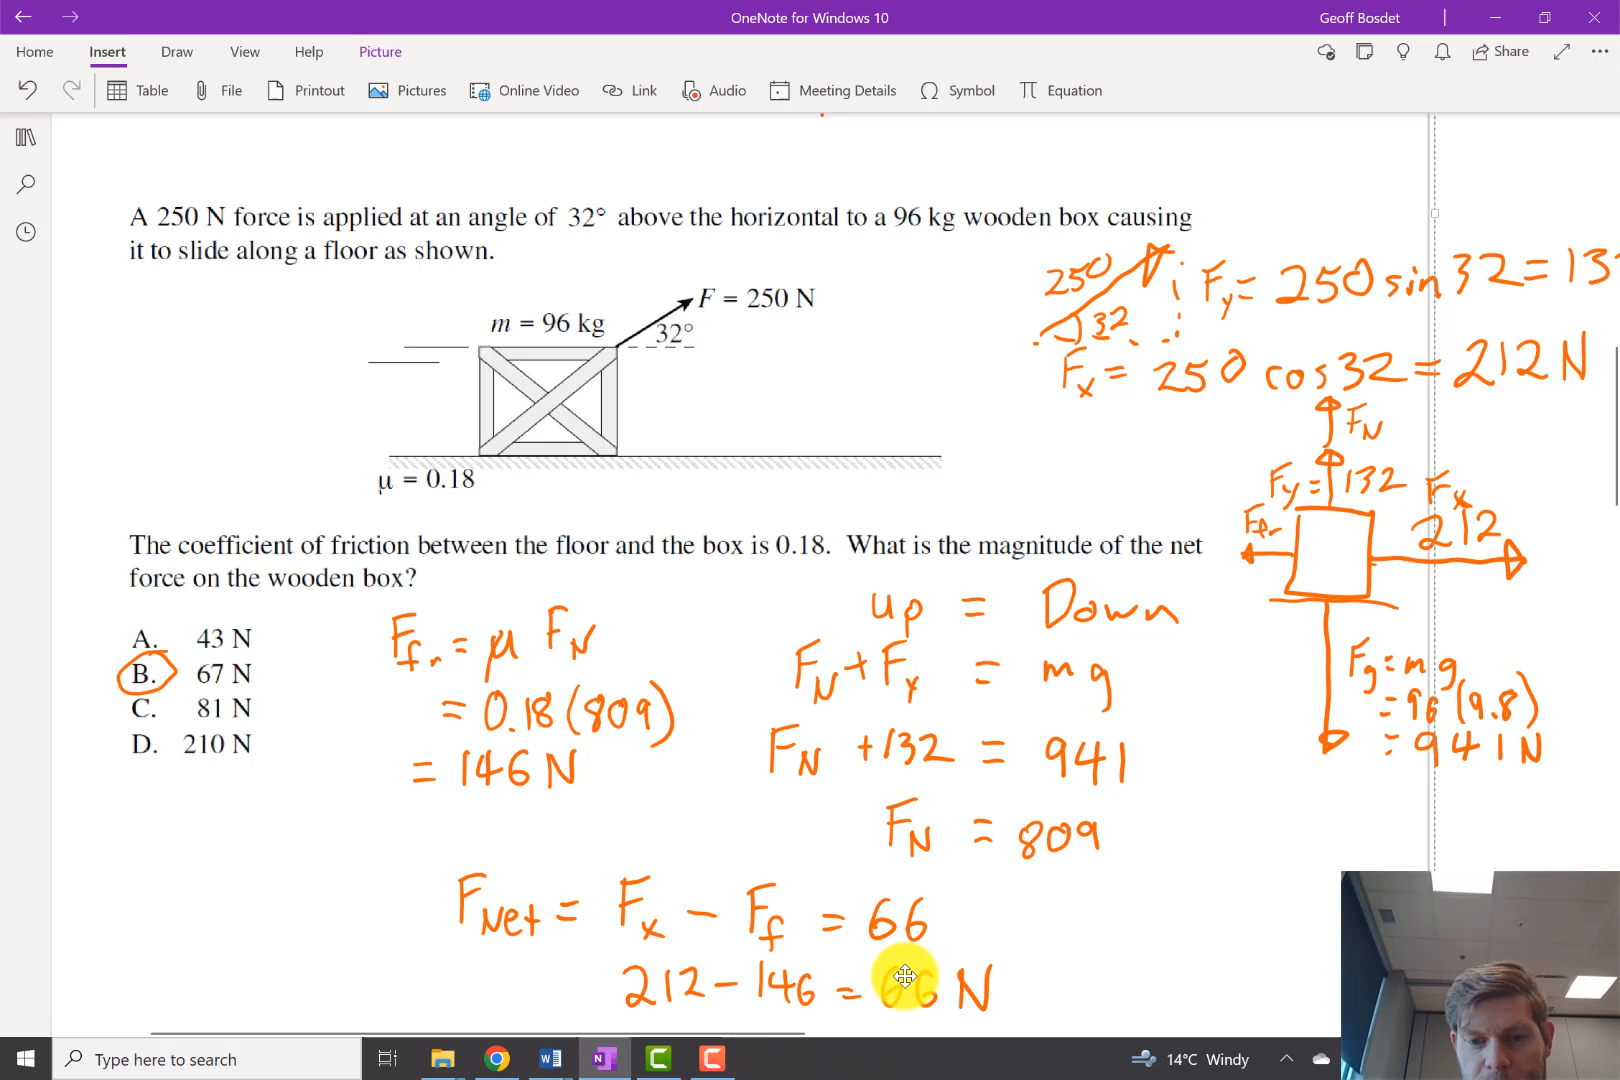 OneNote for Windows 10
Geoff Bosdet
Home Insert Draw View Help Picture
Share
Table File Printout Pictures Online Video Link Audio Meeting Details Symbol Equation
A 250 N force is applied at an angle of 32° above the horizontal to a 96 kg wooden box causing
it to slide along a floor as shown.
F = 250 N
m = 96 kg
32°
μ = 0.18
250
32
Fy = 250 sin 32 = 13
Fx = 250 cos 32 = 212 N
FN
Fy = 132
Fx
212
Ffr
Fg = mg
= 96 (9.8)
= 941 N
The coefficient of friction between the floor and the box is 0.18. What is the magnitude of the net
force on the wooden box?
A. 43 N
B. 67 N
C. 81 N
D. 210 N
Ffr = μ FN
= 0.18 (809)
= 146 N
up = Down
FN + Fy = mg
FN + 132 = 941
FN = 809
FNet = Fx - Ff = 66
212 - 146 = 66 N
Type here to search
14°C Windy